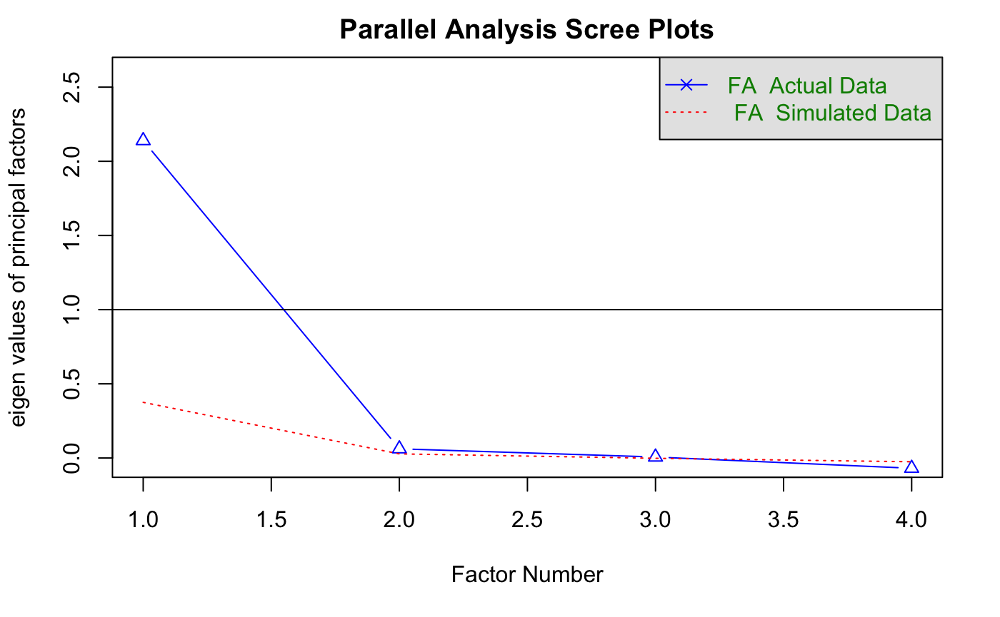 Parallel Analysis Scree Plots
FA  Actual Data
FA  Simulated Data
eigen values of principal factors
2.5
2.0
1.5
1.0
0.5
0.0
1.0 1.5 2.0 2.5 3.0 3.5 4.0
Factor Number